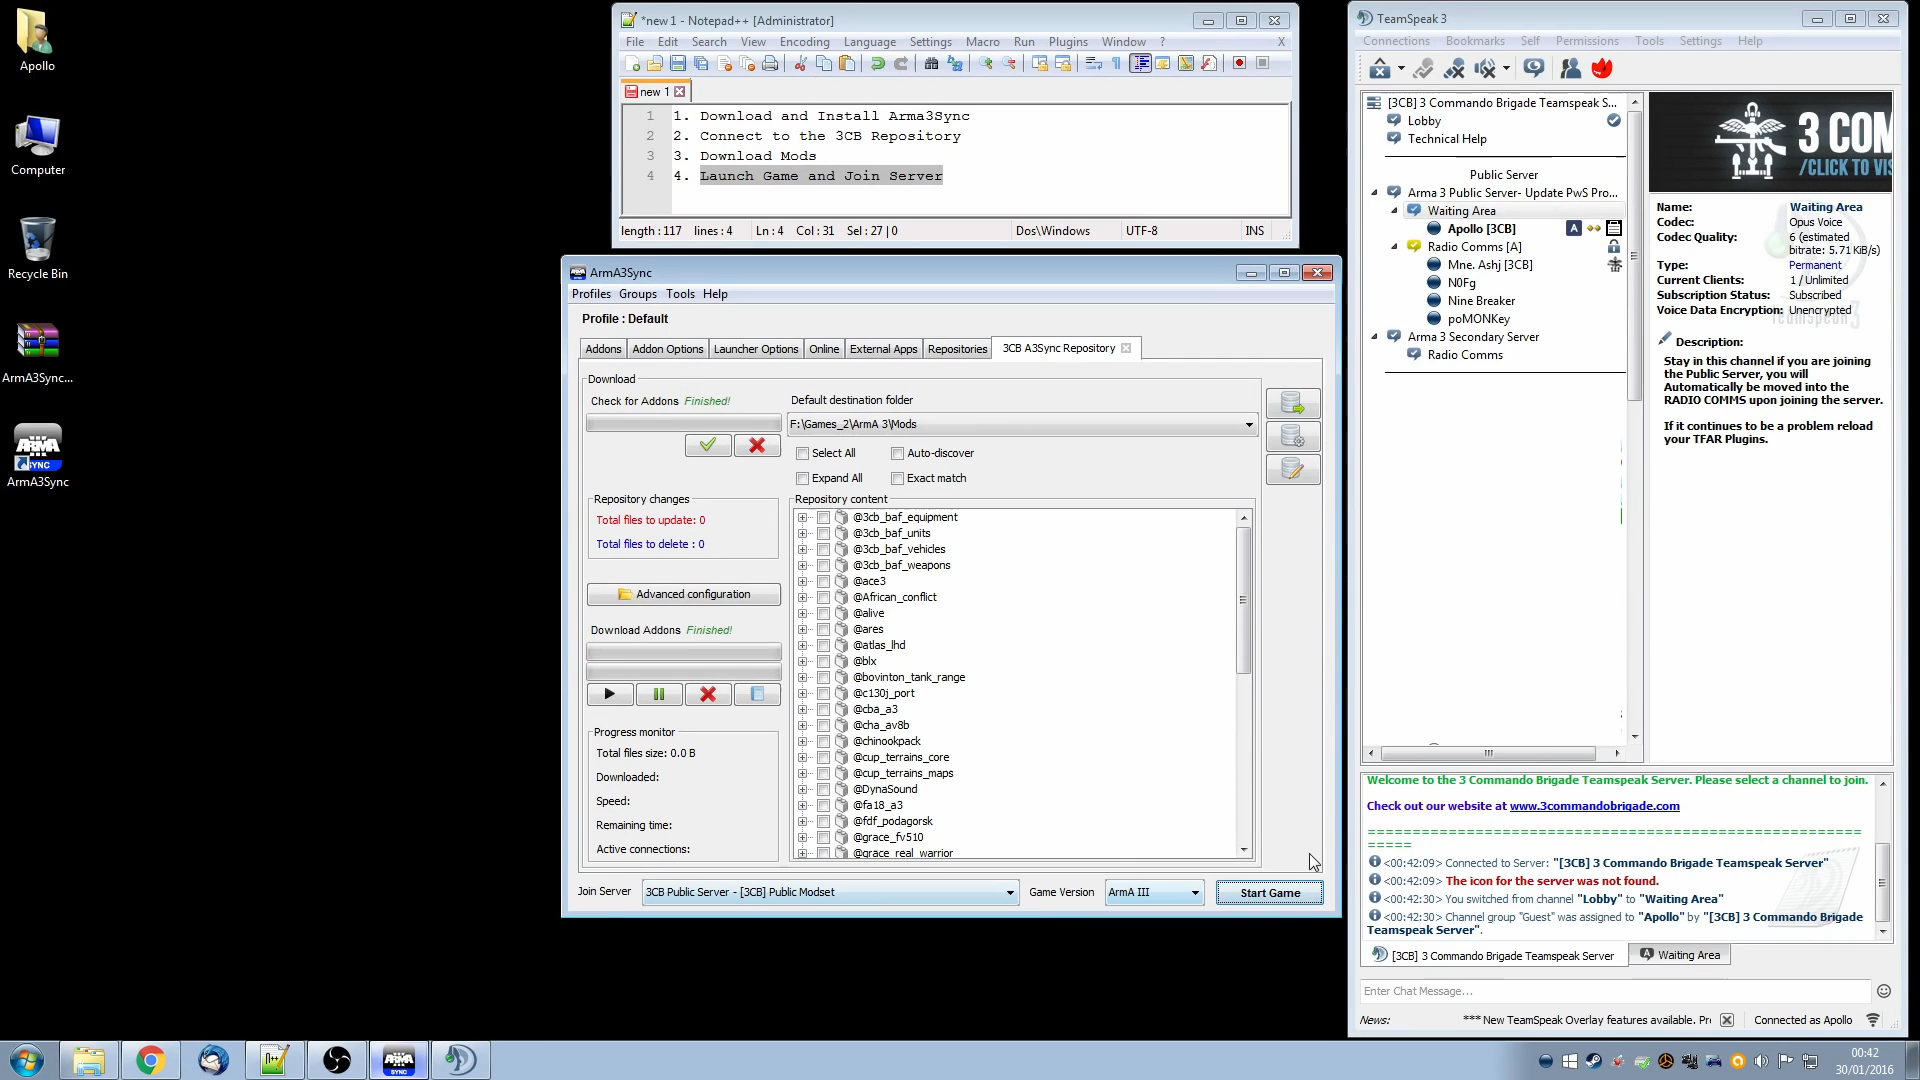 Apollo
Computer
Recycle Bin
ArmA3Sync...
ArmA3Sync
*new 1 - Notepad++ [Administrator]
File Edit Search View Encoding Language Settings Macro Run Plugins Window ? X
new 1
1 1. Download and Install Arma3Sync
2 2. Connect to the 3CB Repository
3 3. Download Mods
4 4. Launch Game and Join Server
length : 117 lines : 4 Ln : 4 Col : 31 Sel : 27 | 0 Dos\Windows UTF-8 INS
ArmA3Sync
Profiles Groups Tools Help
Profile : Default
Addons Addon Options Launcher Options Online External Apps Repositories 3CB A3Sync Repository
Download
Check for Addons Finished!
Default destination folder
F:\Games_2\ArmA 3\Mods
Select All Auto-discover
Expand All Exact match
Repository changes
Total files to update: 0
Total files to delete : 0
Advanced configuration
Download Addons Finished!
Progress monitor
Total files size: 0.0 B
Downloaded:
Speed:
Remaining time:
Active connections:
Repository content
@3cb_baf_equipment
@3cb_baf_units
@3cb_baf_vehicles
@3cb_baf_weapons
@ace3
@African_conflict
@alive
@ares
@atlas_lhd
@blx
@bovinton_tank_range
@c130j_port
@cba_a3
@cha_av8b
@chinookpack
@cup_terrains_core
@cup_terrains_maps
@DynaSound
@fa18_a3
@fdf_podagorsk
@grace_fv510
@grace_real_warrior
Join Server 3CB Public Server - [3CB] Public Modset Game Version ArmA III Start Game
TeamSpeak 3
Connections Bookmarks Self Permissions Tools Settings Help
[3CB] 3 Commando Brigade Teamspeak S...
Lobby
Technical Help
Public Server
Arma 3 Public Server- Update PwS Pro...
Waiting Area
Apollo [3CB]
Radio Comms [A]
Mne. Ashj [3CB]
N0Fg
Nine Breaker
poMONKey
Arma 3 Secondary Server
Radio Comms
3 COM
/CLICK TO VIS
Name: Waiting Area
Codec: Opus Voice
Codec Quality: 6 (estimated
bitrate: 5.71 KiB/s)
Type: Permanent
Current Clients: 1 / Unlimited
Subscription Status: Subscribed
Voice Data Encryption: Unencrypted
Description:
Stay in this channel if you are joining
the Public Server, you will
Automatically be moved into the
RADIO COMMS upon joining the server.
If it continues to be a problem reload
your TFAR Plugins.
Welcome to the 3 Commando Brigade Teamspeak Server. Please select a channel to join.
Check out our website at www.3commandobrigade.com
<00:42:09> Connected to Server: "[3CB] 3 Commando Brigade Teamspeak Server"
<00:42:09> The icon for the server was not found.
<00:42:30> You switched from channel "Lobby" to "Waiting Area"
<00:42:30> Channel group "Guest" was assigned to "Apollo" by "[3CB] 3 Commando Brigade
Teamspeak Server".
[3CB] 3 Commando Brigade Teamspeak Server Waiting Area
Enter Chat Message...
News: *** New TeamSpeak Overlay features available. Pr Connected as Apollo
00:42
30/01/2016